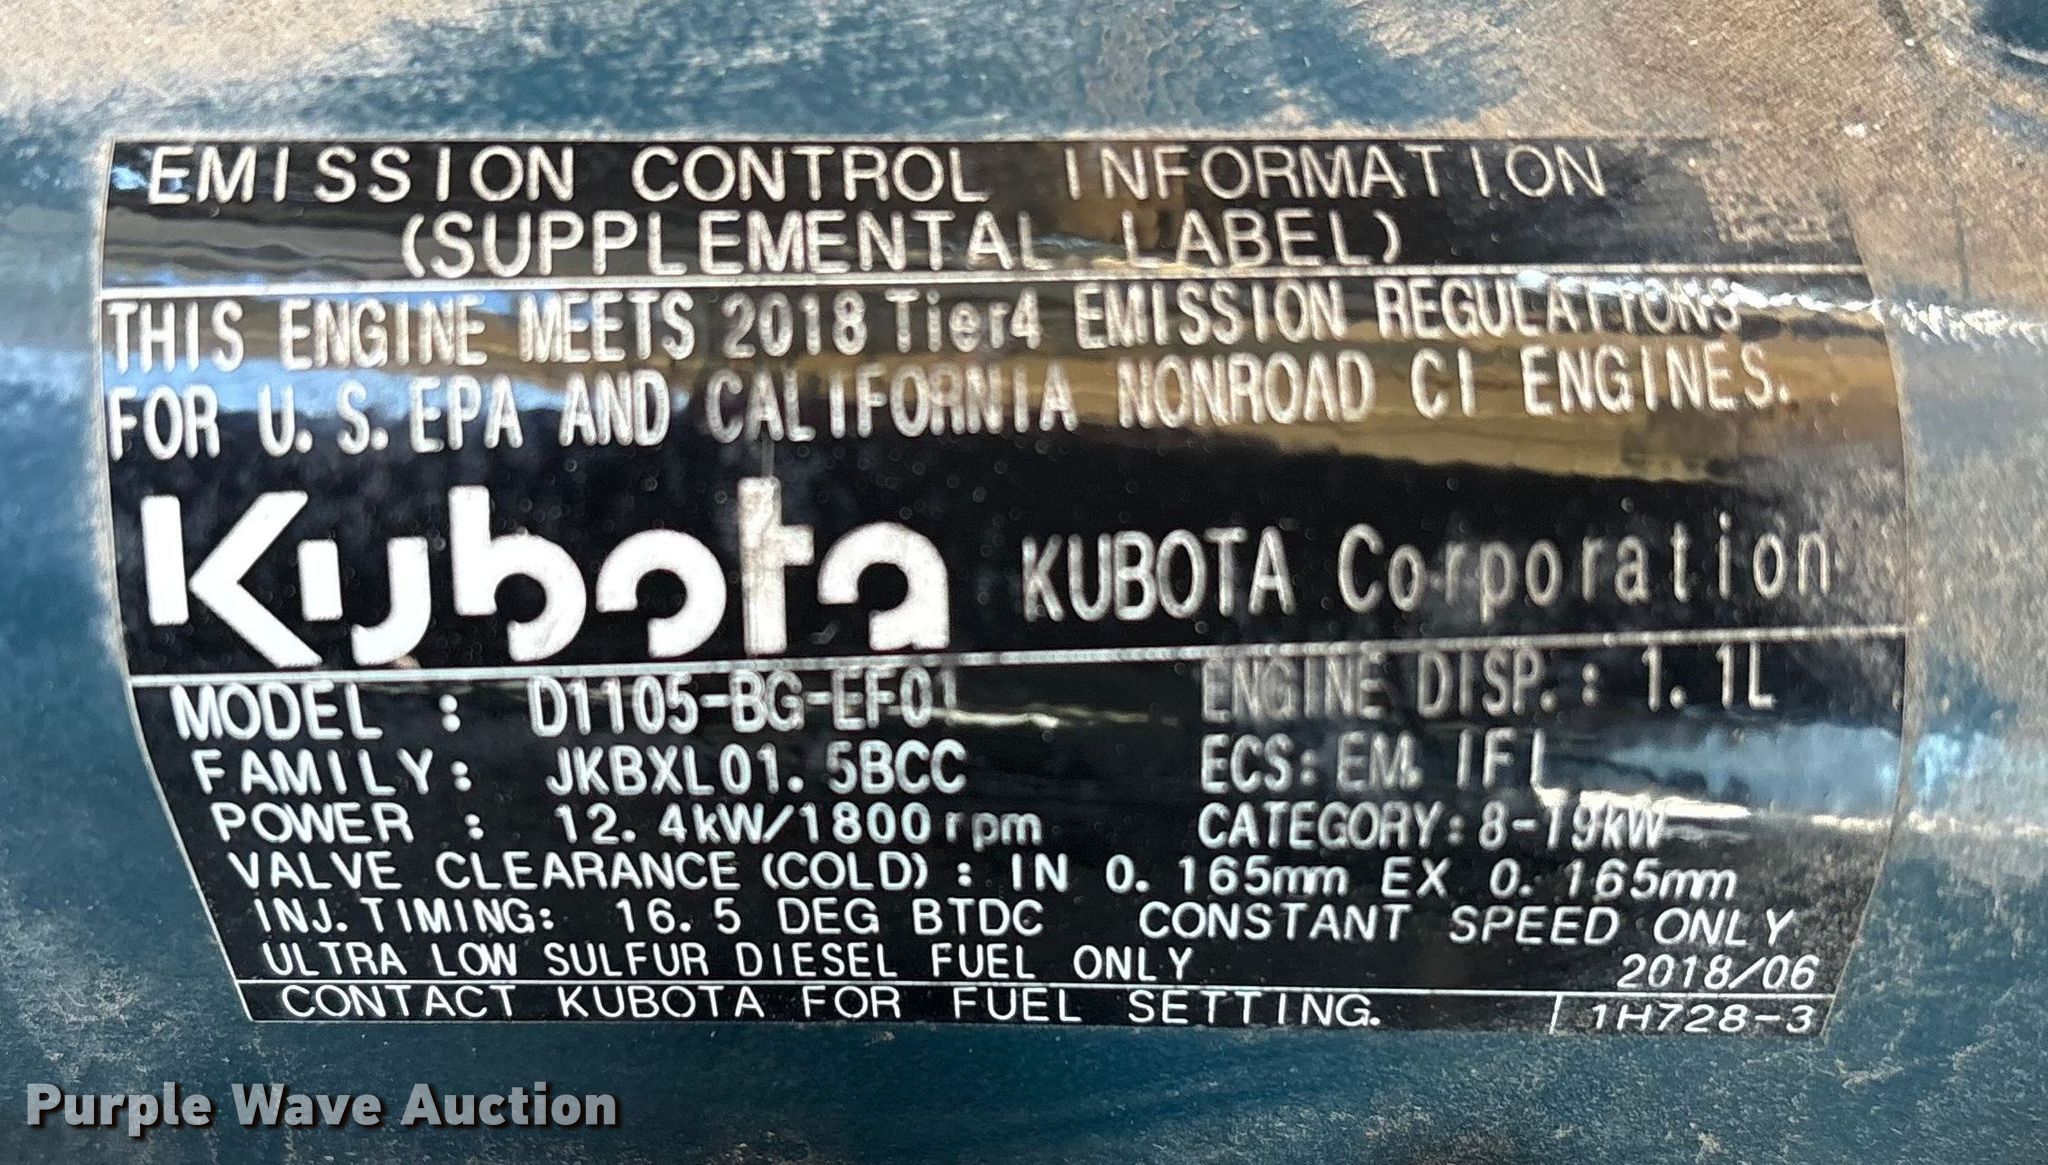 EMISSION CONTROL INFORMATION
(SUPPLEMENTAL LABEL)
THIS ENGINE MEETS 2018 Tier4 EMISSION REGULATIONS
FOR U.S.EPA AND CALIFORNIA NONROAD CI ENGINES.
Kubota KUBOTA Corporation
MODEL : D1105-BG-EF01 ENGINE DISP.: 1.1L
FAMILY: JKBXL01.5BCC ECS: EM, IFI
POWER : 12.4kW/1800rpm CATEGORY: 8-19kW
VALVE CLEARANCE (COLD) : IN 0.165mm EX 0.165mm
INJ.TIMING: 16.5 DEG BTDC CONSTANT SPEED ONLY
ULTRA LOW SULFUR DIESEL FUEL ONLY 2018/06
CONTACT KUBOTA FOR FUEL SETTING. 1H728-3
Purple Wave Auction